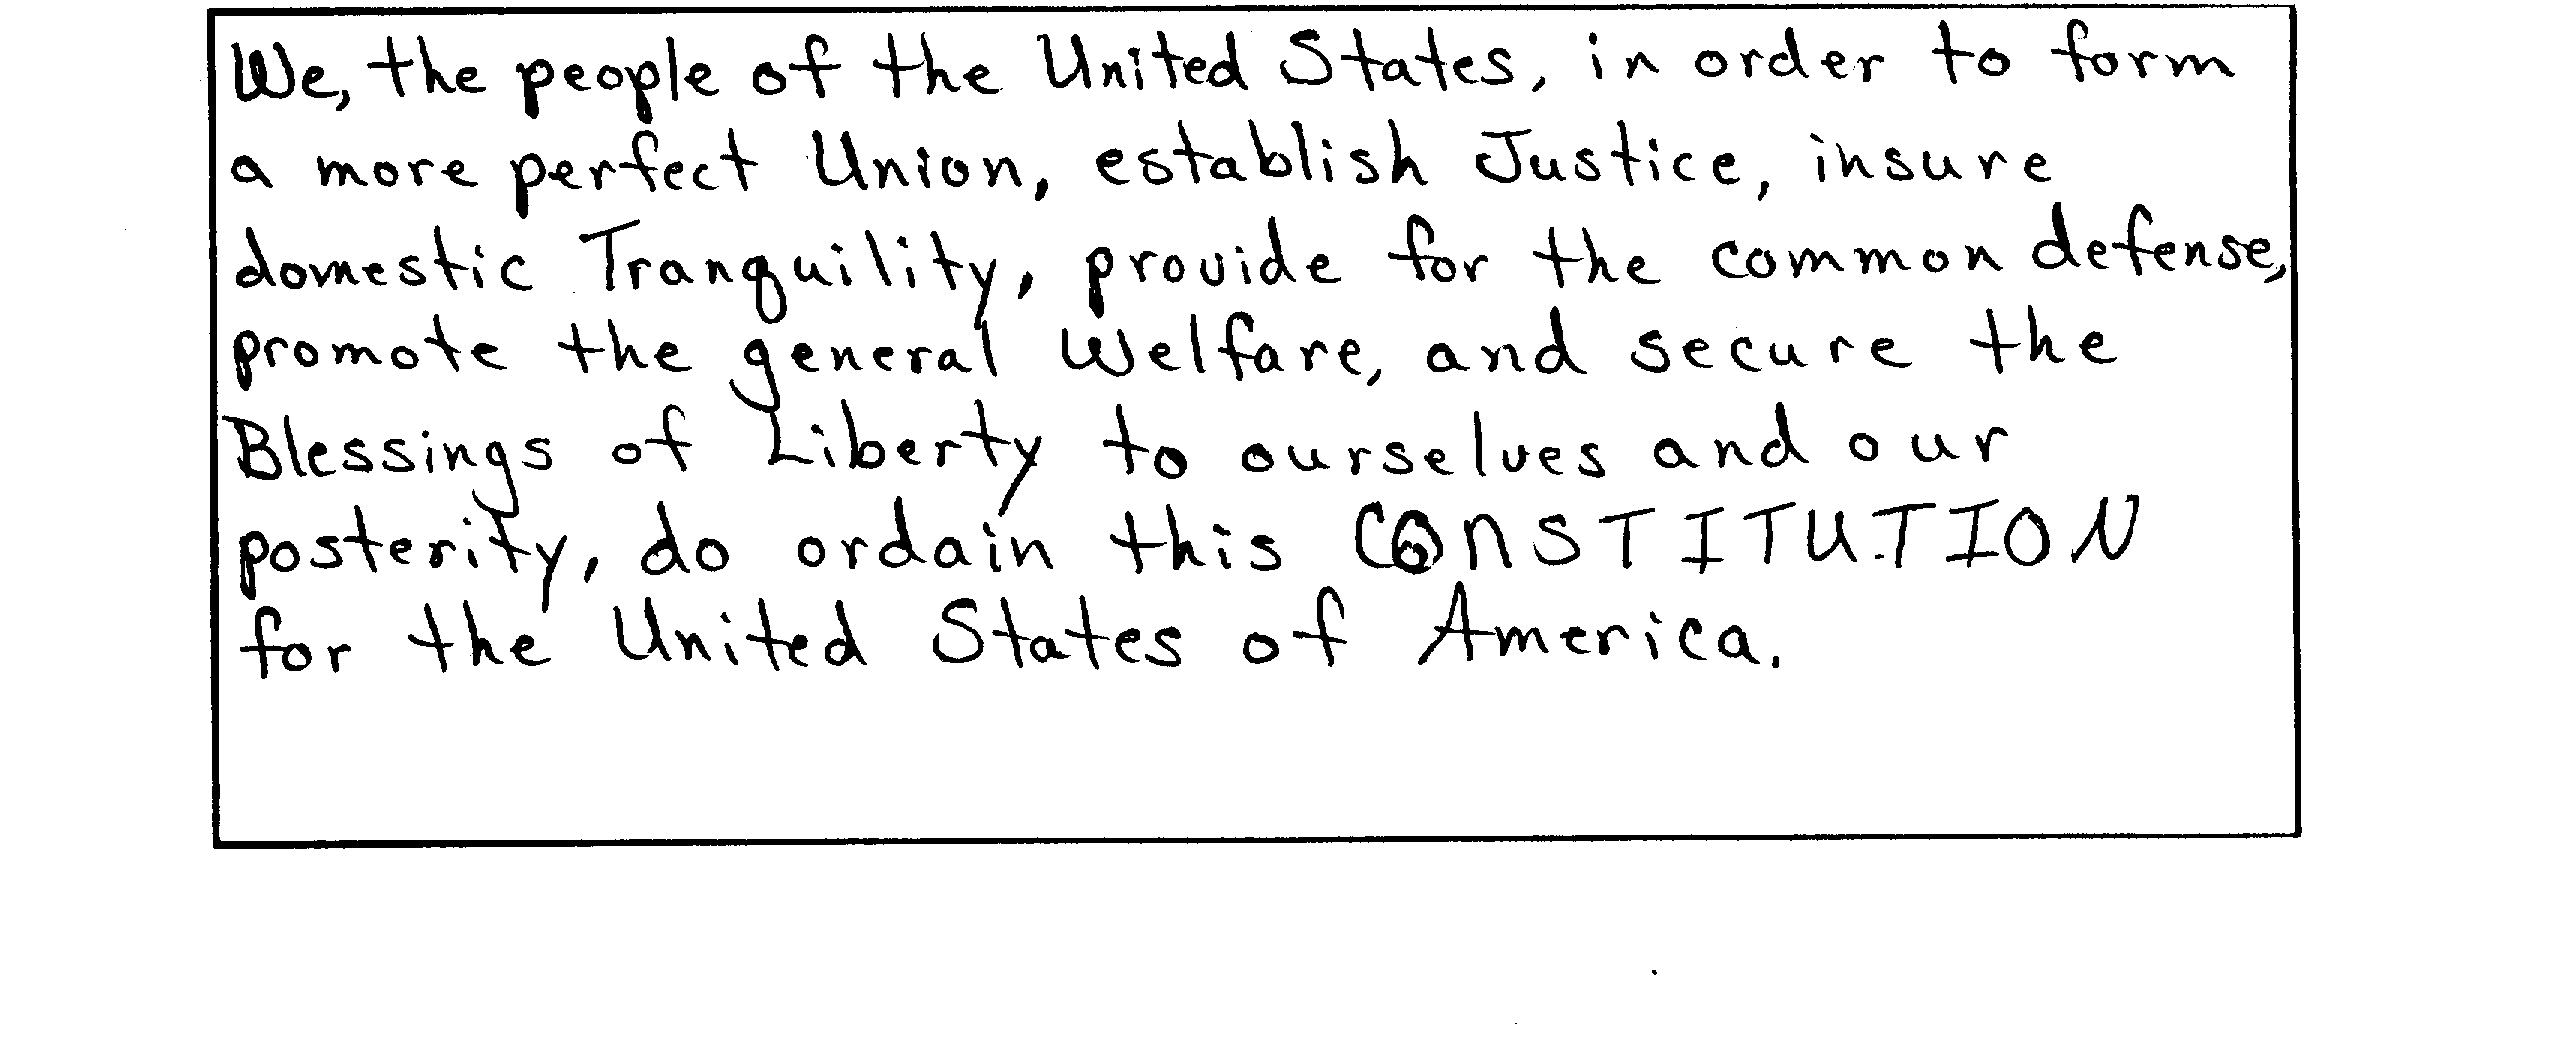 We, the people of the United States, in order to form
a more perfect Union, establish Justice, insure
domestic Tranquility, provide for the common defense,
promote the general Welfare, and secure the
Blessings of Liberty to ourselves and our
posterity, do ordain this CONSTITUTION
for the United States of America.